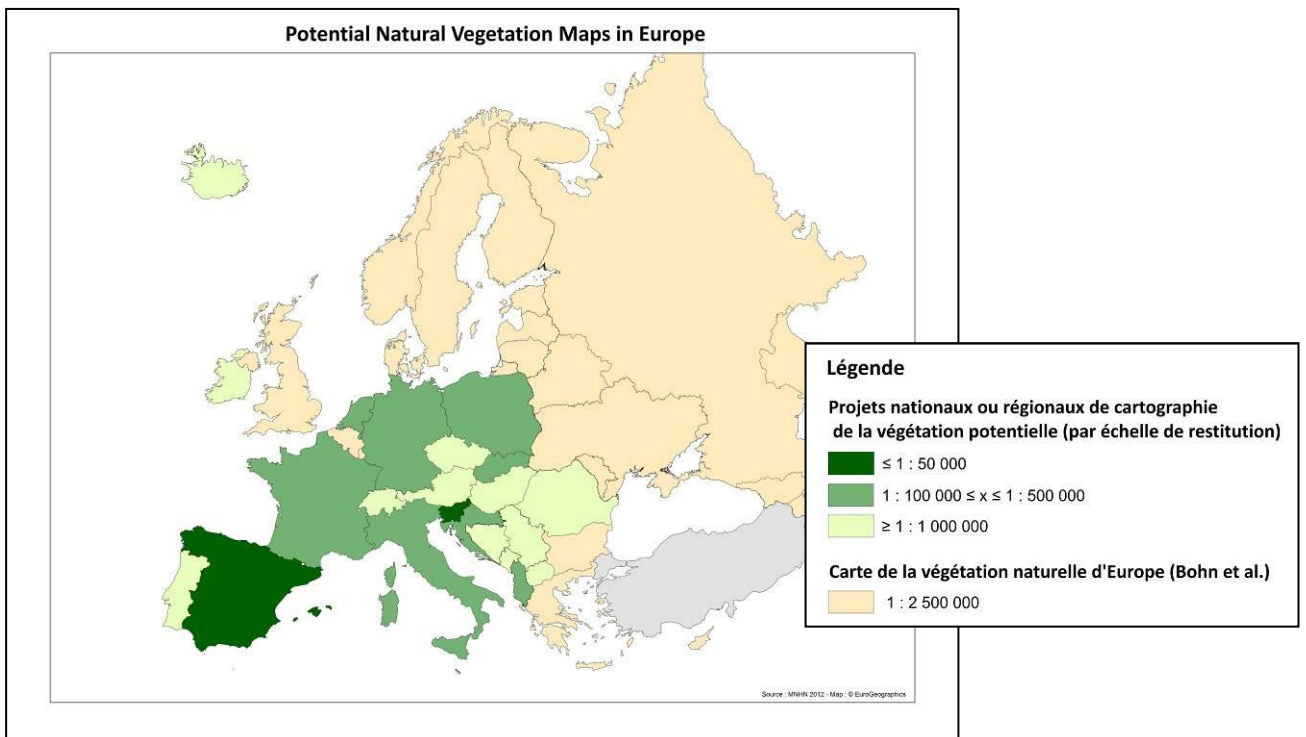 Potential Natural Vegetation Maps in Europe
Légende
Projets nationaux ou régionaux de cartographie
de la végétation potentielle (par échelle de restitution)
≤ 1 : 50 000
1 : 100 000 ≤ x ≤ 1 : 500 000
≥ 1 : 1 000 000
Carte de la végétation naturelle d'Europe (Bohn et al.)
1 : 2 500 000
Source : MNHN 2012 - Map : © EuroGeographics